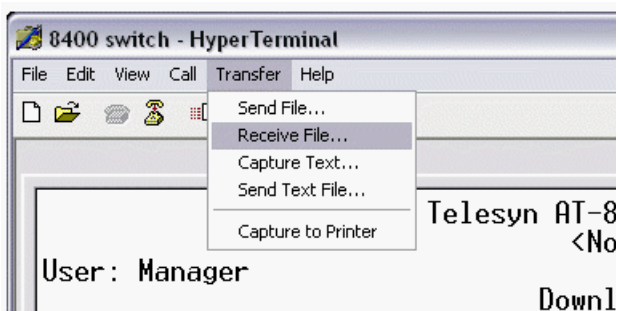 8400 switch - HyperTerminal
File Edit View Call Transfer Help
Send File...
Receive File...
Capture Text...
Send Text File...
Capture to Printer
Telesyn AT-8
<No
User: Manager
Downl